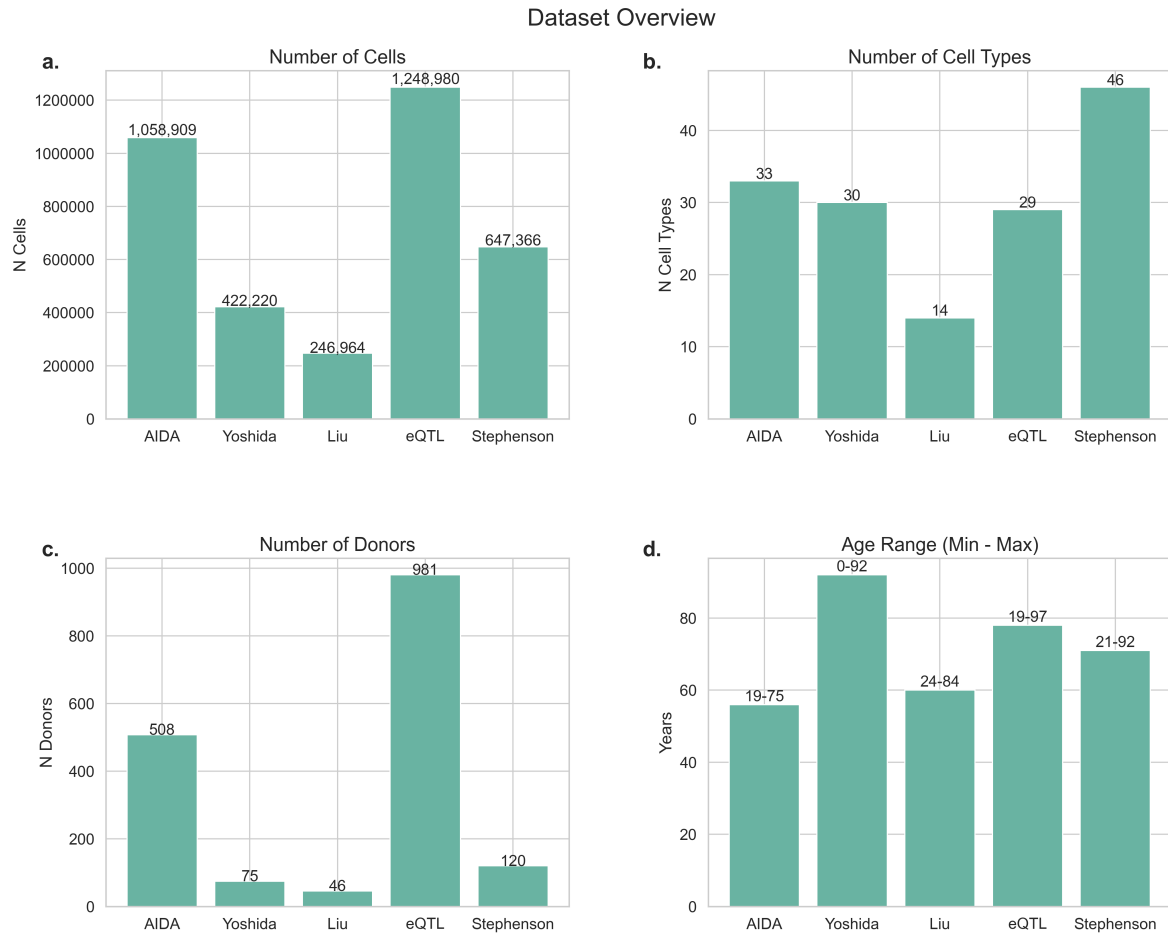 Dataset Overview
a.
Number of Cells
N Cells
1200000
1000000
800000
600000
400000
200000
0
1,058,909
422,220
246,964
1,248,980
647,366
AIDA Yoshida Liu eQTL Stephenson
b.
Number of Cell Types
N Cell Types
40
30
20
10
0
33
30
14
29
46
AIDA Yoshida Liu eQTL Stephenson
c.
Number of Donors
N Donors
1000
800
600
400
200
0
508
75
46
981
120
AIDA Yoshida Liu eQTL Stephenson
d.
Age Range (Min - Max)
Years
80
60
40
20
0
19-75
0-92
24-84
19-97
21-92
AIDA Yoshida Liu eQTL Stephenson